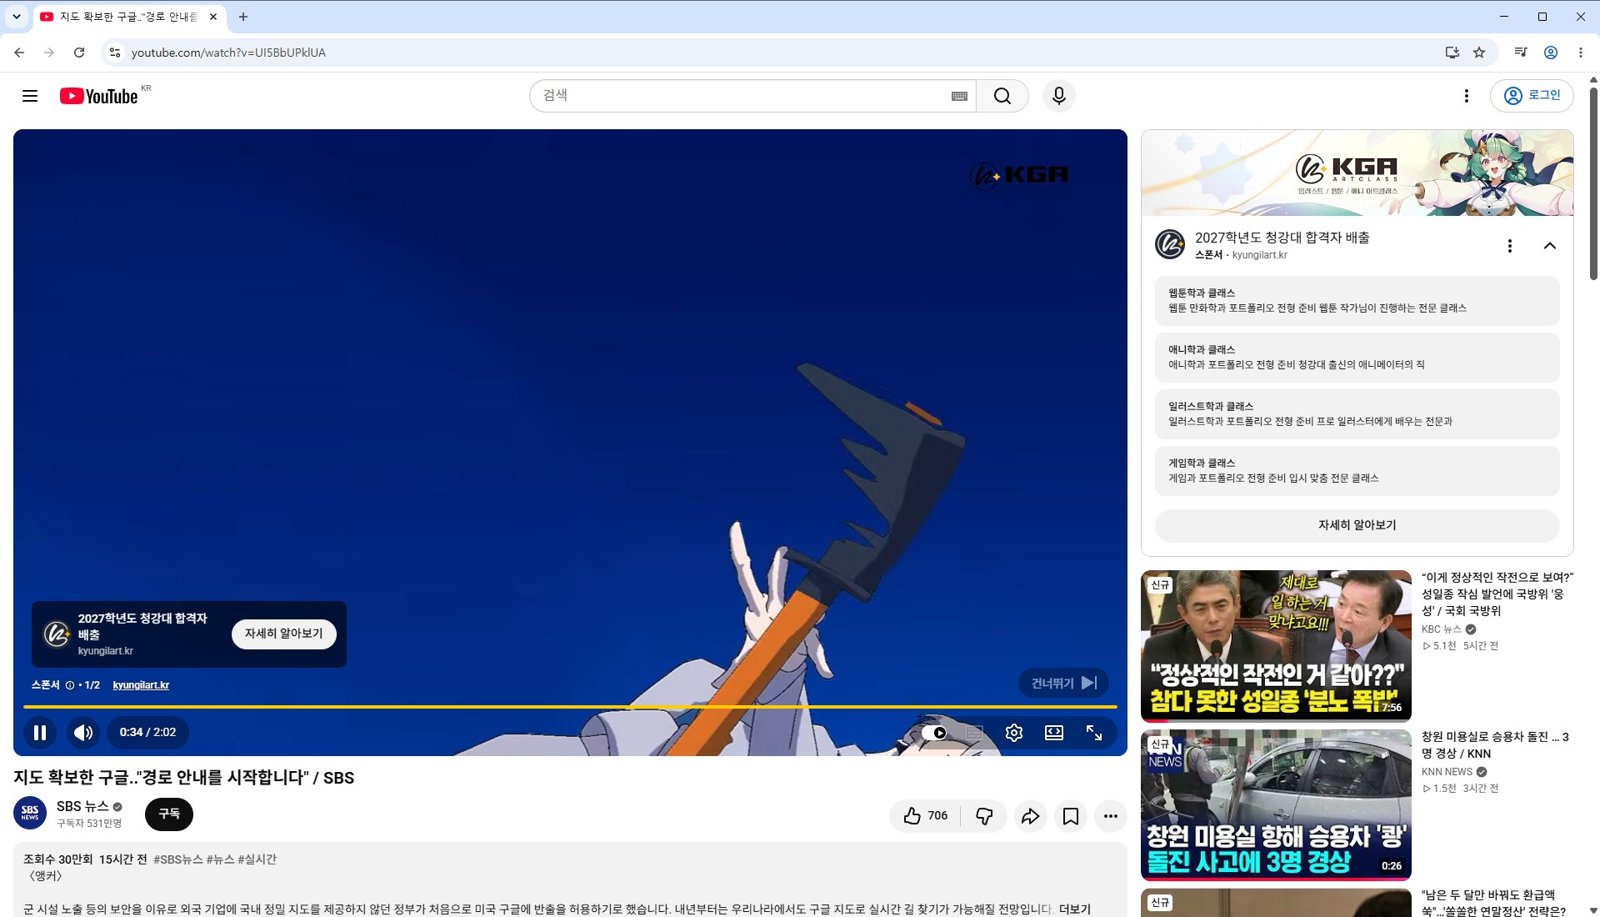 지도 확보한 구글.."경로 안내를
youtube.com/watch?v=UI5BbUPklUA
YouTube KR
검색
로그인
KGA
KGA
ARTCLASS
일러스트 / 웹툰 / 애니 아트클래스
2027학년도 청강대 합격자 배출
스폰서 · kyungilart.kr
웹툰학과 클래스
웹툰 만화학과 포트폴리오 전형 준비 웹툰 작가님이 진행하는 전문 클래스
애니학과 클래스
애니학과 포트폴리오 전형 준비 청강대 출신의 애니메이터의 직
일러스트학과 클래스
일러스트학과 포트폴리오 전형 준비 프로 일러스터에게 배우는 전문과
게임학과 클래스
게임과 포트폴리오 전형 준비 입시 맞춤 전문 클래스
자세히 알아보기
2027학년도 청강대 합격자
배출
kyungilart.kr
자세히 알아보기
스폰서 · 1/2 kyungilart.kr
건너뛰기
0:34 / 2:02
지도 확보한 구글.."경로 안내를 시작합니다" / SBS
SBS
NEWS
SBS 뉴스
구독자 531만명
구독
706
조회수 30만회 15시간 전 #SBS뉴스 #뉴스 #실시간
〈앵커〉
군 시설 노출 등의 보안을 이유로 외국 기업에 국내 정밀 지도를 제공하지 않던 정부가 처음으로 미국 구글에 반출을 허용하기로 했습니다. 내년부터는 우리나라에서도 구글 지도로 실시간 길 찾기가 가능해질 전망입니다. 더보기
신규
제대로
일 하는 거
맞냐고요!!!
“정상적인 작전인 거 같아??”
참다 못한 성일종 ‘분노 폭발’
7:56
“이게 정상적인 작전으로 보여?”
성일종 작심 발언에 국방위 '웅
성' / 국회 국방위
KBC 뉴스
5.1천 5시간 전
신규
NEWS
창원 미용실 향해 승용차 '쾅'
돌진 사고에 3명 경상
0:26
창원 미용실로 승용차 돌진 ... 3
명 경상 / KNN
KNN NEWS
1.5천 3시간 전
신규
"남은 두 달만 바꿔도 환급액
쑥"..'쏠쏠한 연말정산' 전략은?